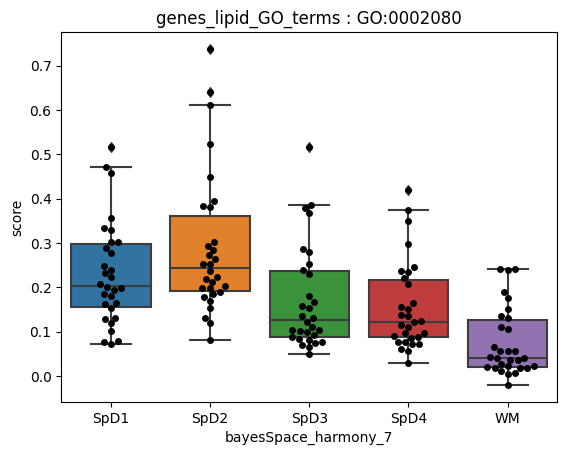 genes_lipid_GO_terms : GO:0002080
0.7
0.6
0.5
0.4
0.3
0.2
0.1
0.0
score
SpD1 SpD2 SpD3 SpD4 WM
bayesSpace_harmony_7